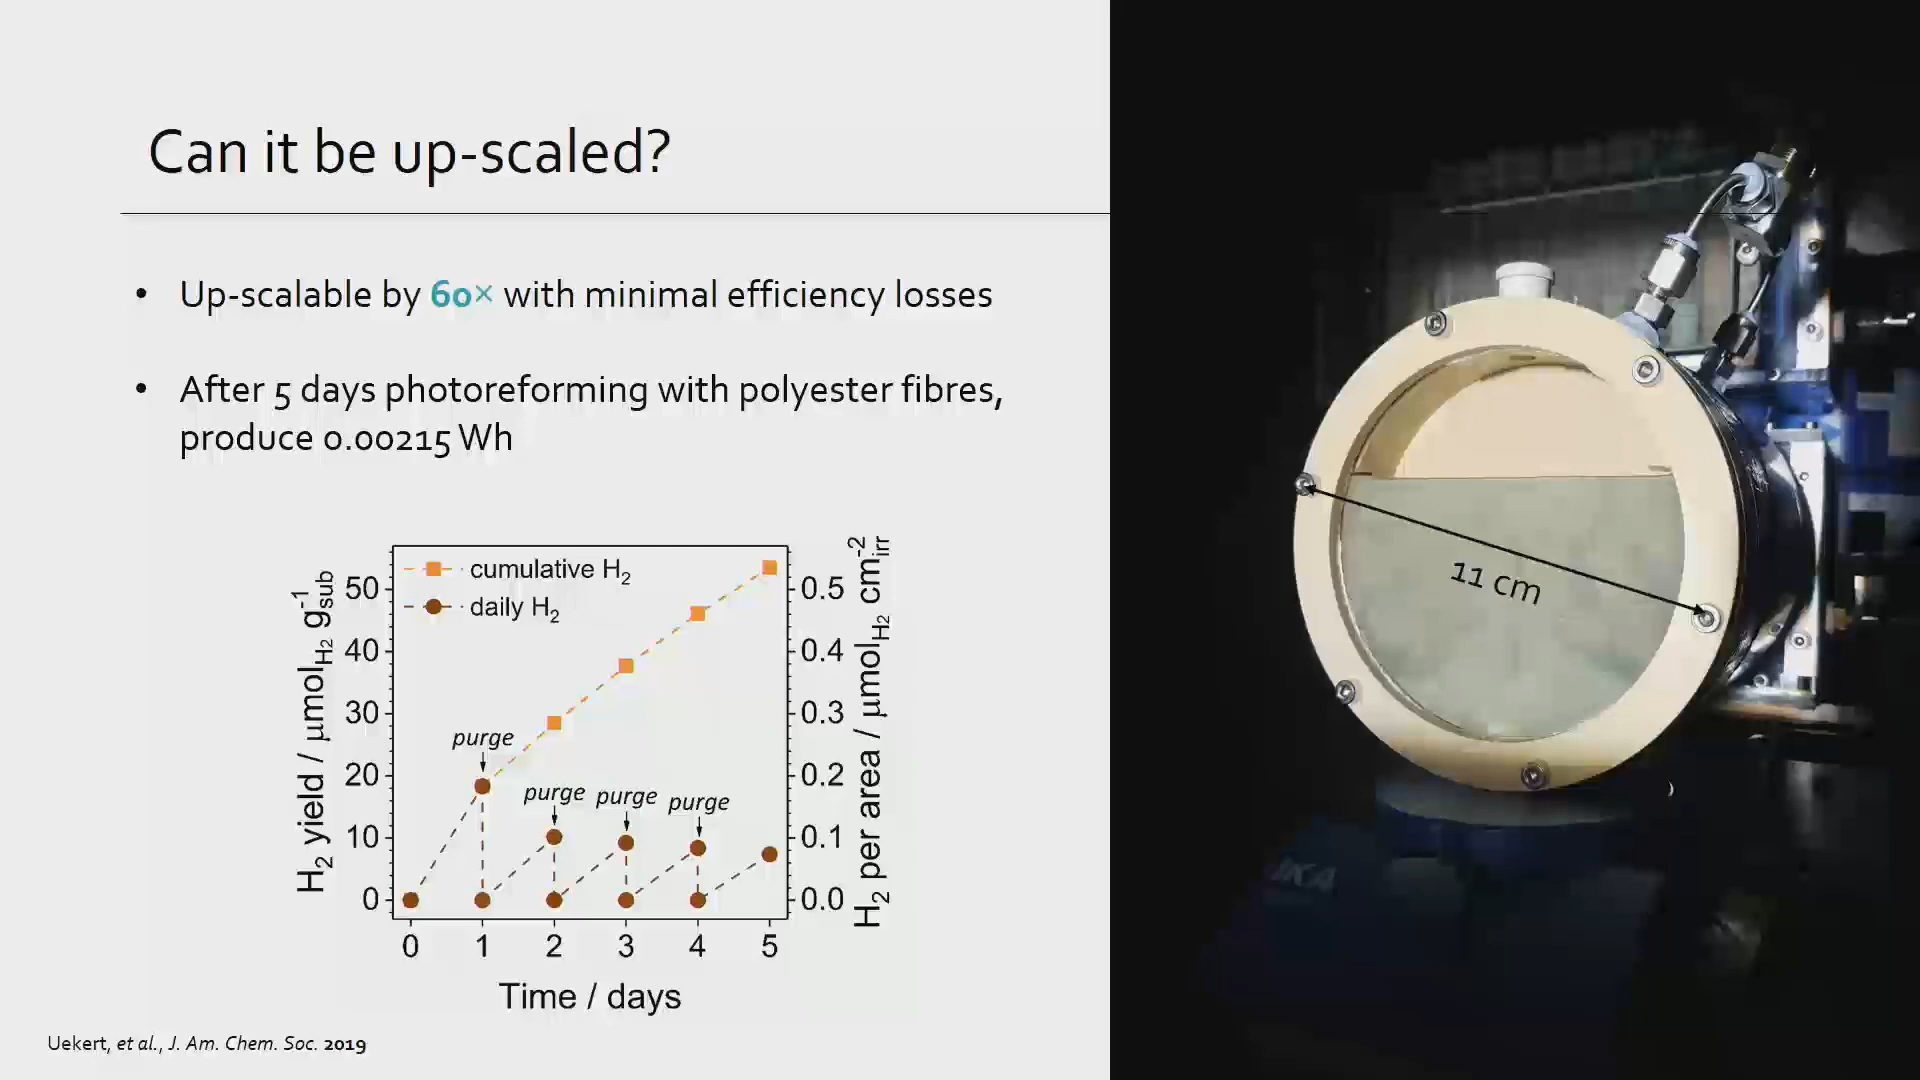 Can it be up-scaled?
• Up-scalable by 60× with minimal efficiency losses
• After 5 days photoreforming with polyester fibres,
produce 0.00215 Wh
cumulative H₂
daily H₂
H₂ yield / µmol_H₂ g⁻¹_sub
50
40
30
20
10
0
purge
purge
purge
purge
0.5
0.4
0.3
0.2
0.1
0.0
H₂ per area / µmol_H₂ cm⁻²_irr
0 1 2 3 4 5
Time / days
Uekert, et al., J. Am. Chem. Soc. 2019
11 cm
IKA